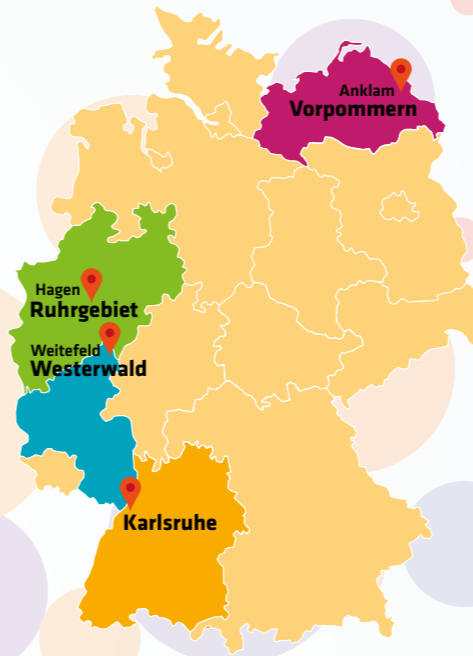 Anklam
Vorpommern
Hagen
Ruhrgebiet
Weitefeld
Westerwald
Karlsruhe